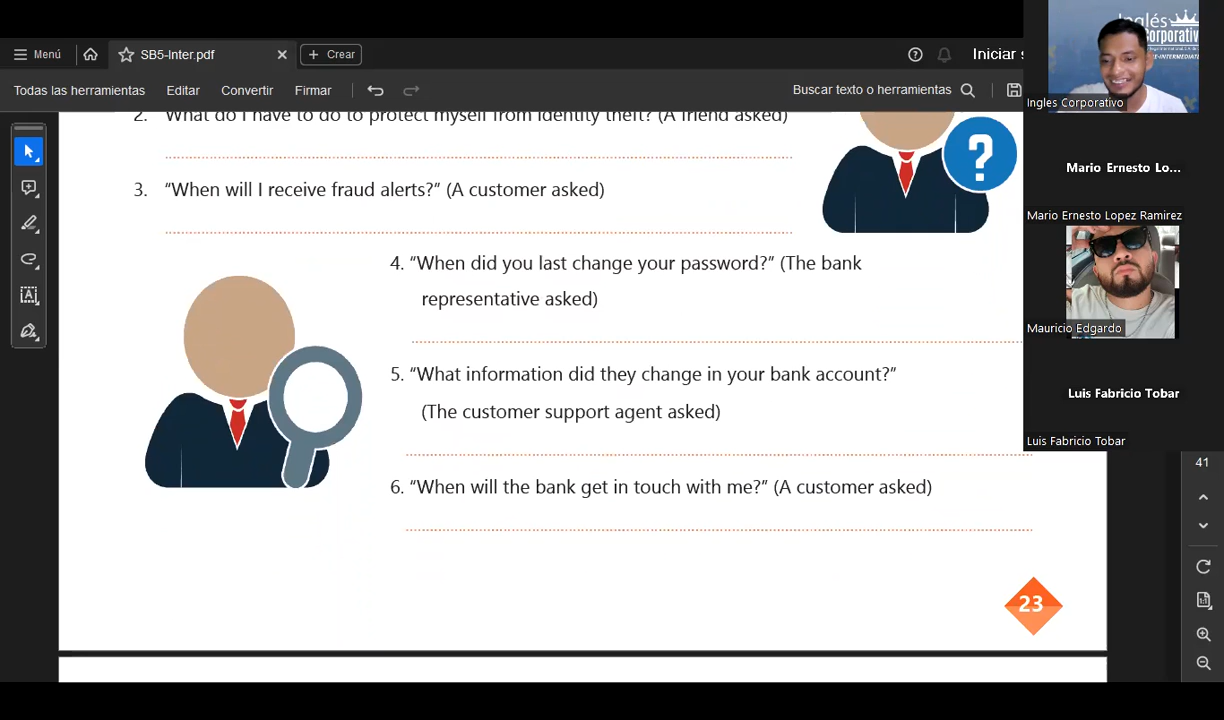 Menú
SB5-Inter.pdf
Crear
Iniciar s
Todas las herramientas
Editar
Convertir
Firmar
Buscar texto o herramientas
2. What do I have to do to protect myself from identity theft? (A friend asked)
3. “When will I receive fraud alerts?” (A customer asked)
4. “When did you last change your password?” (The bank
representative asked)
5. “What information did they change in your bank account?”
(The customer support agent asked)
6. “When will the bank get in touch with me?” (A customer asked)
23
?
Inglés
Corporativ
E-INTERMEDIATE
Ingles Corporativo
Mario Ernesto Lo...
Mario Ernesto Lopez Ramirez
Mauricio Edgardo
Luis Fabricio Tobar
Luis Fabricio Tobar
41
1:1